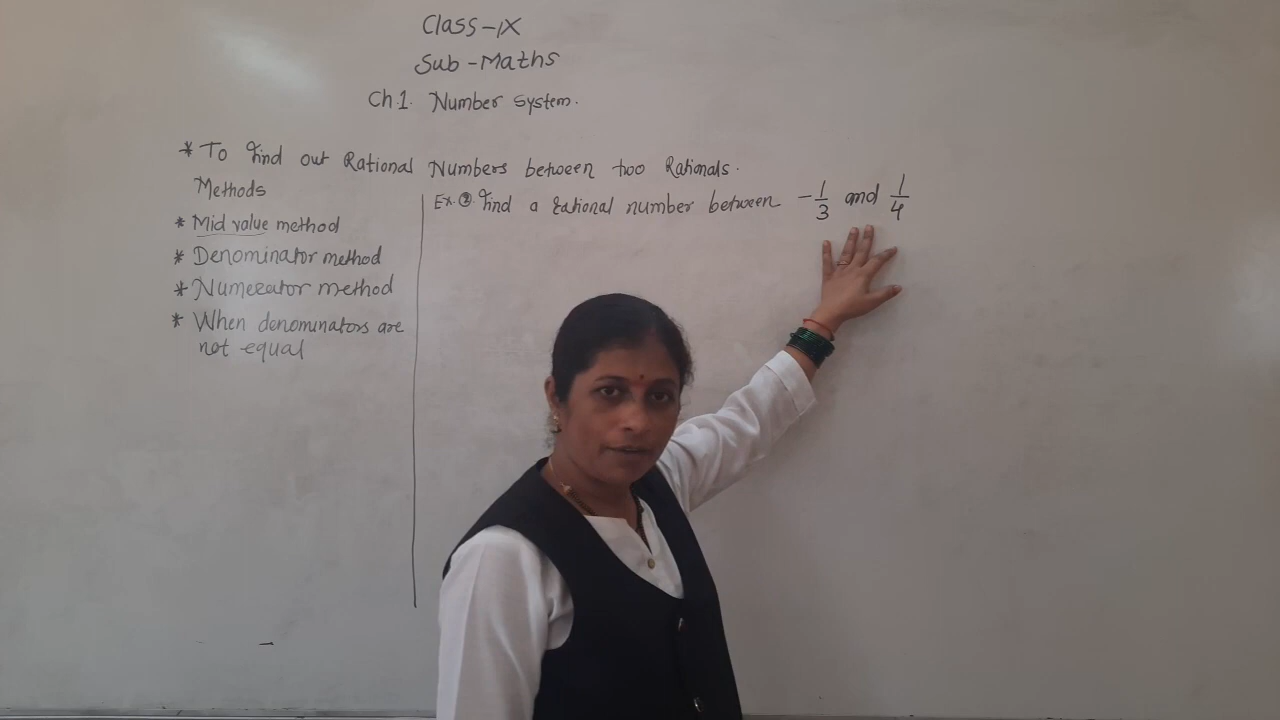 Class-IX
Sub-Maths
Ch.1. Number System.
* To find out Rational Numbers between two Rationals.
Methods
* Mid value method
* Denominator method
* Numerator method
* When denominators are
not equal
Ex.② find a rational number between -1/3 and 1/4